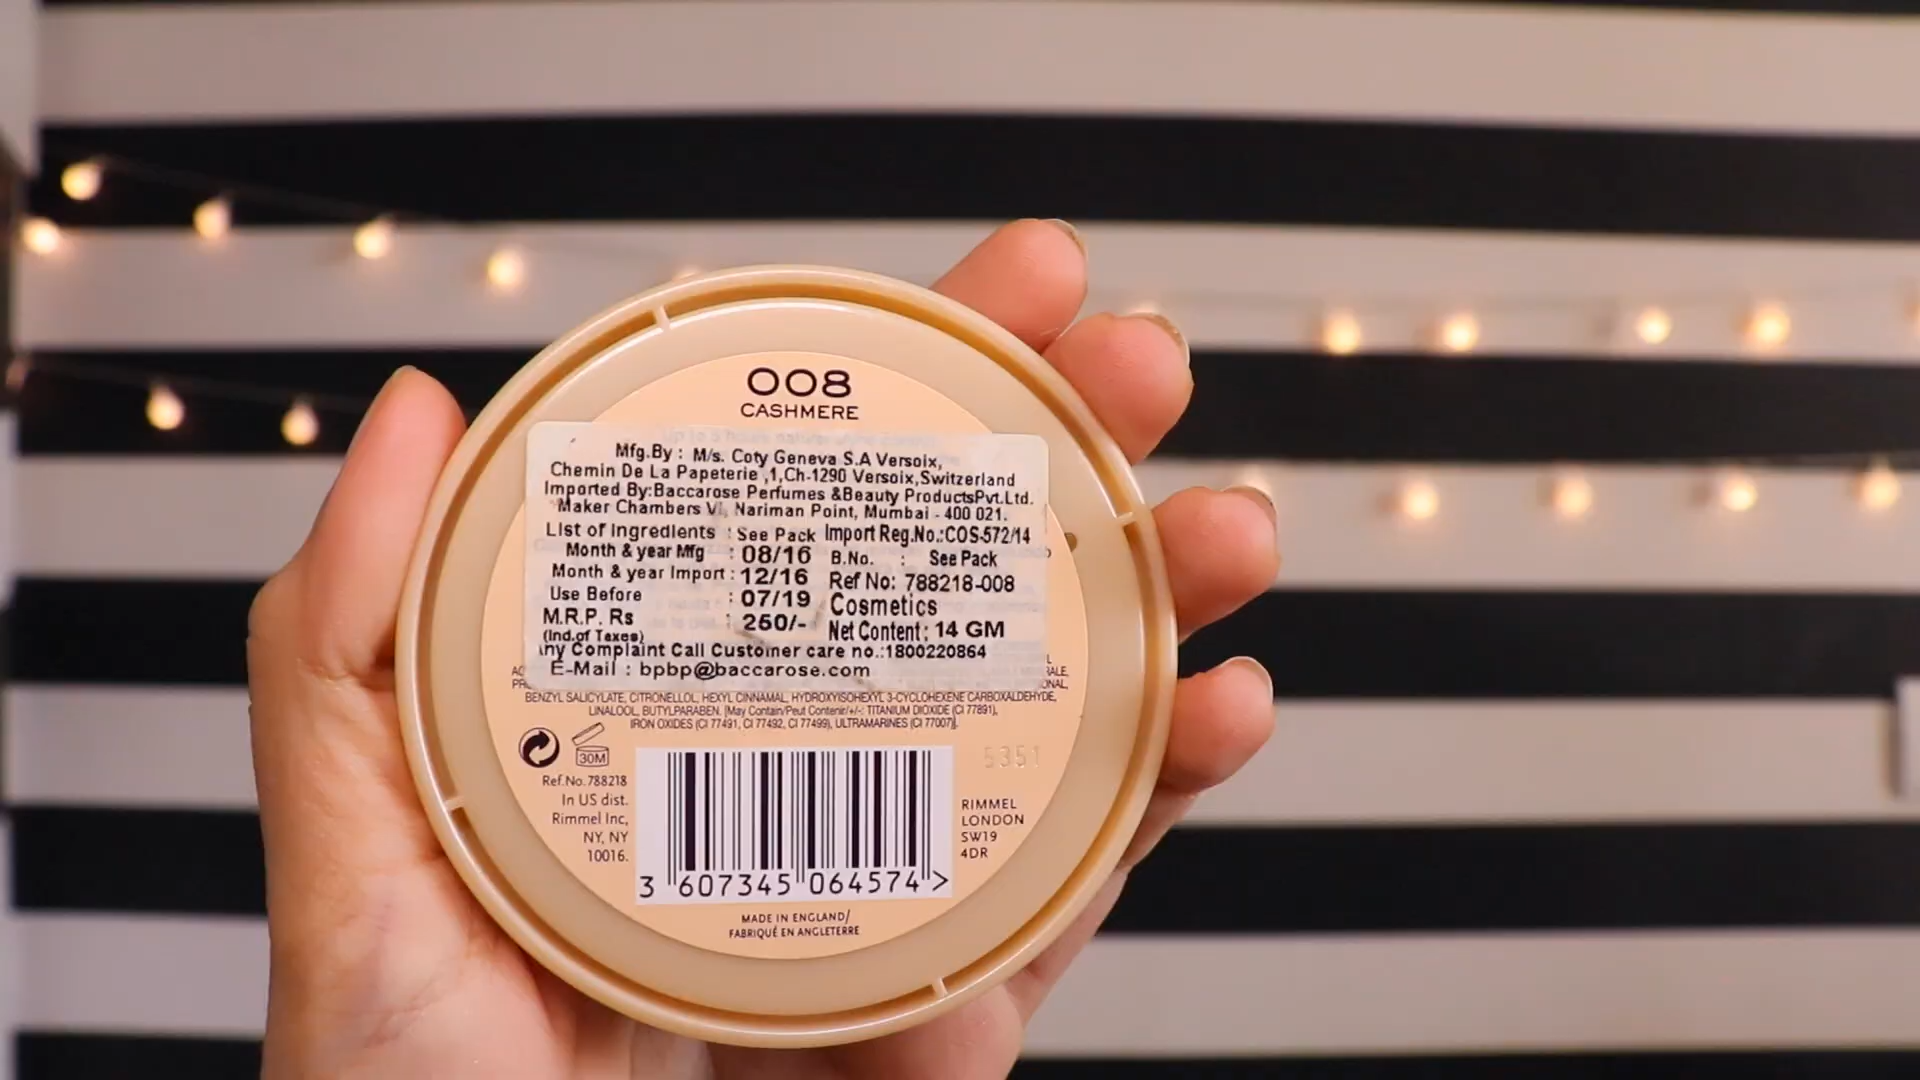 008
CASHMERE
Mfg.By : M/s. Coty Geneva S.A Versoix,
Chemin De La Papeterie ,1,Ch-1290 Versoix,Switzerland
Imported By:Baccarose Perfumes &Beauty ProductsPvt.Ltd.
Maker Chambers VI, Nariman Point, Mumbai - 400 021.
List of Ingredients : See Pack Import Reg.No.:COS-572/14
Month & year Mfg : 08/16 B.No. : See Pack
Month & year Import : 12/16 Ref No: 788218-008
Use Before : 07/19 Cosmetics
M.R.P. Rs : 250/- Net Content : 14 GM
(Ind.of Taxes)
Any Complaint Call Customer care no.:1800220864
E-Mail : bpbp@baccarose.com
BENZYL SALICYLATE, CITRONELLOL, HEXYL CINNAMAL, HYDROXYISOHEXYL 3-CYCLOHEXENE CARBOXALDEHYDE,
LINALOOL, BUTYLPARABEN. [May Contain/Peut Contenir/+/-: TITANIUM DIOXIDE (CI 77891),
IRON OXIDES (CI 77491, CI 77492, CI 77499), ULTRAMARINES (CI 77007)].
30M
5351
Ref.No.788218
In US dist.
Rimmel Inc,
NY, NY
10016.
RIMMEL
LONDON
SW19
4DR
3 607345 064574 >
MADE IN ENGLAND/
FABRIQUÉ EN ANGLETERRE